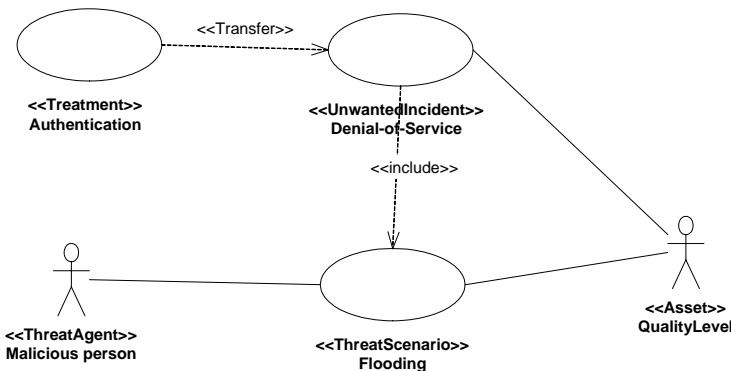 <<Transfer>>
<<Treatment>>
Authentication
<<UnwantedIncident>>
Denial-of-Service
<<include>>
<<ThreatAgent>>
Malicious person
<<ThreatScenario>>
Flooding
<<Asset>>
QualityLevel